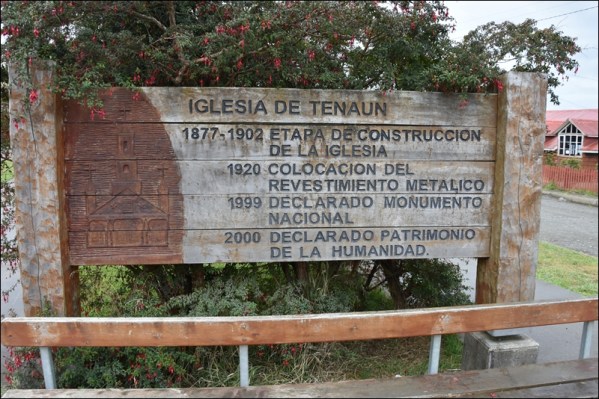 IGLESIA DE TENAUN
1877-1902 ETAPA DE CONSTRUCCION
DE LA IGLESIA
1920 COLOCACION DEL
REVESTIMIENTO METALICO
1999 DECLARADO MONUMENTO
NACIONAL
2000 DECLARADO PATRIMONIO
DE LA HUMANIDAD.